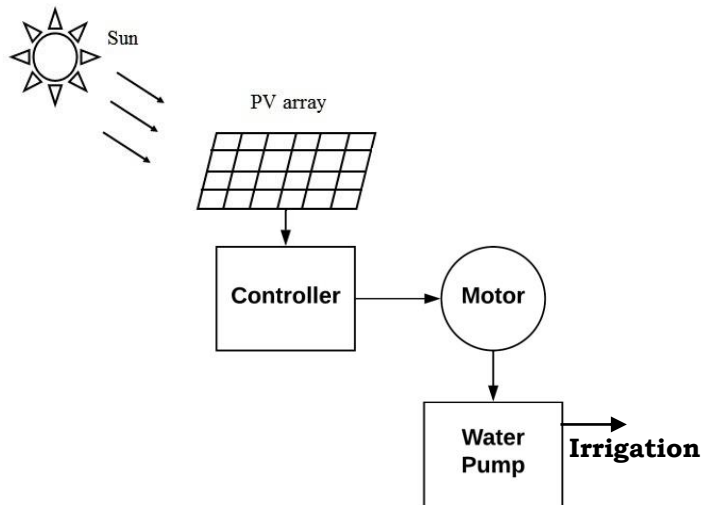 Sun
PV array
Controller
Motor
Water
Pump
Irrigation